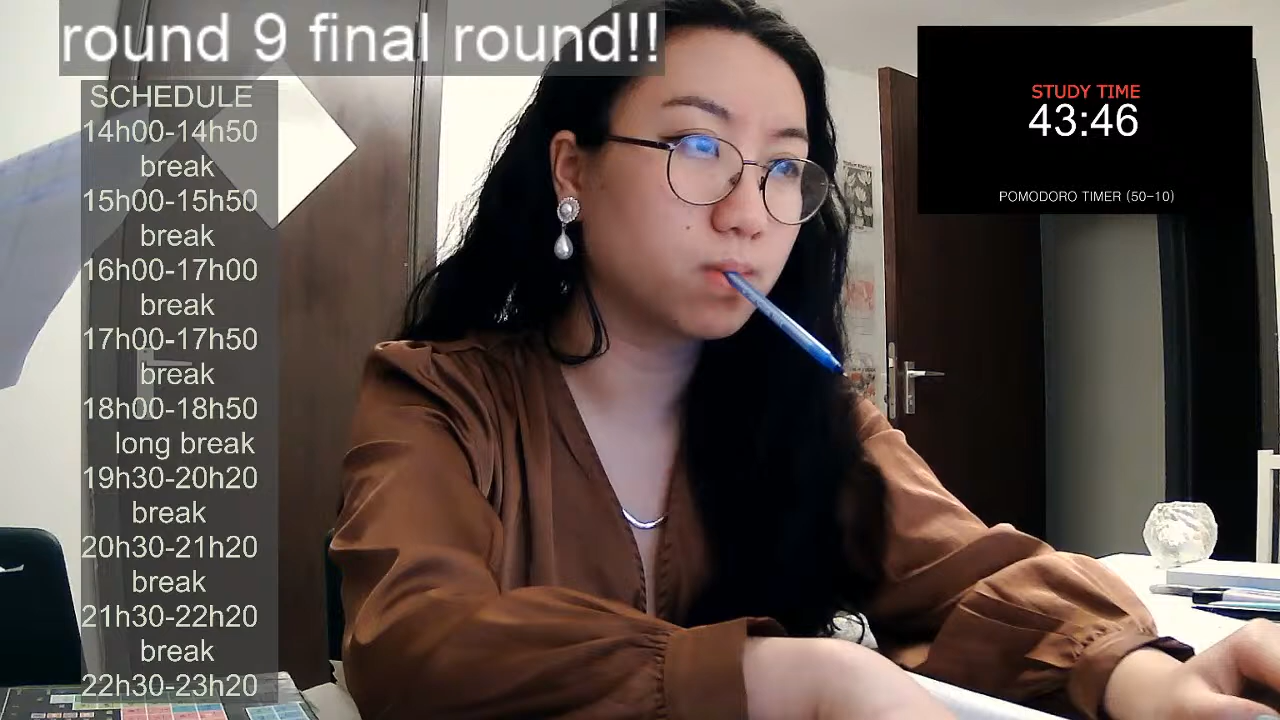 round 9 final round!!
SCHEDULE
14h00-14h50
break
15h00-15h50
break
16h00-17h00
break
17h00-17h50
break
18h00-18h50
long break
19h30-20h20
break
20h30-21h20
break
21h30-22h20
break
22h30-23h20
STUDY TIME
43:46
POMODORO TIMER (50-10)